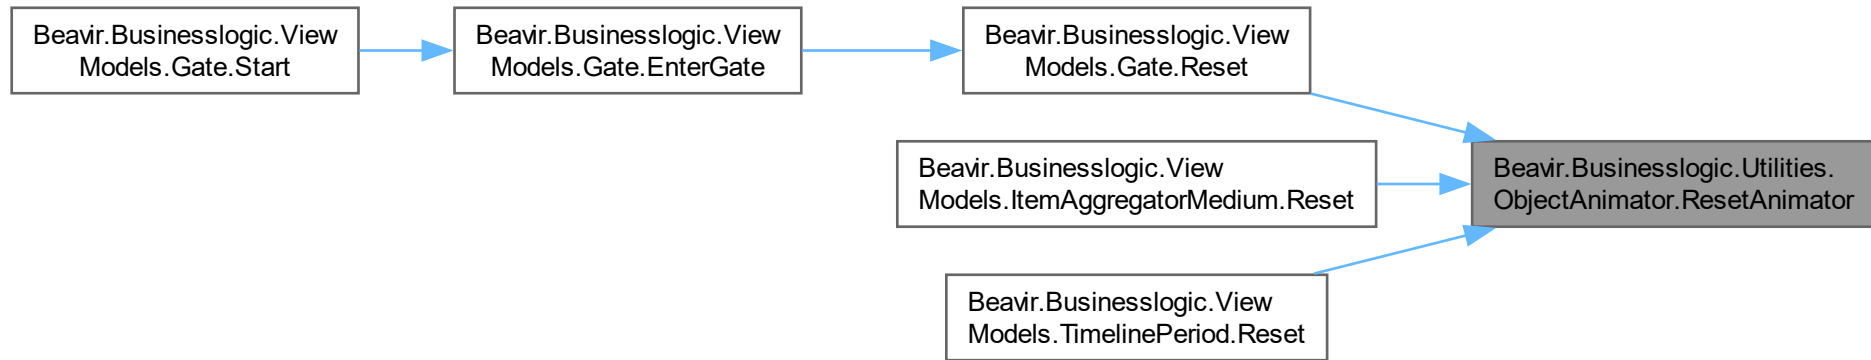 Beavir.Businesslogic.View
Models.Gate.Start
Beavir.Businesslogic.View
Models.Gate.EnterGate
Beavir.Businesslogic.View
Models.Gate.Reset
Beavir.Businesslogic.View
Models.ItemAggregatorMedium.Reset
Beavir.Businesslogic.View
Models.TimelinePeriod.Reset
Beavir.Businesslogic.Utilities.
ObjectAnimator.ResetAnimator